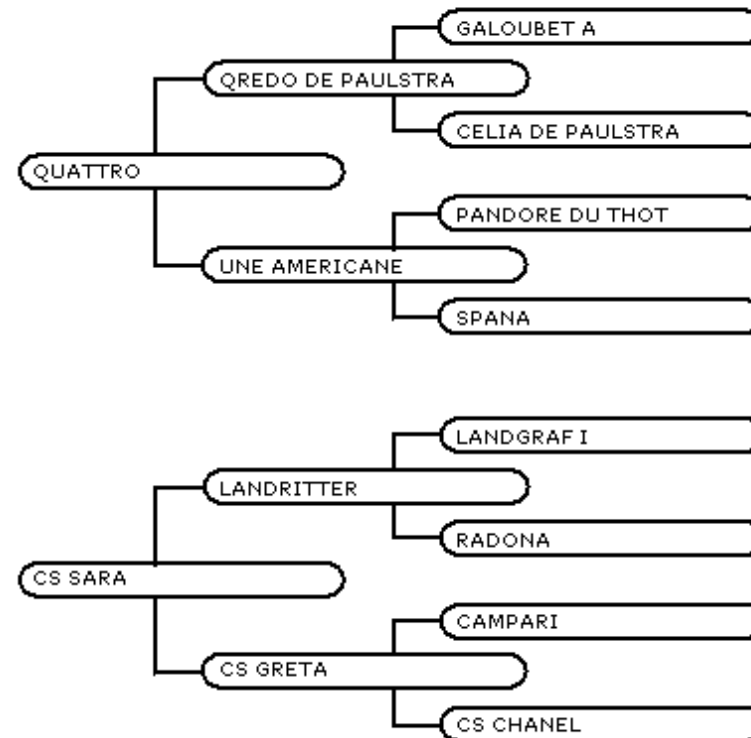 GALOUBET A
QREDO DE PAULSTRA
CELIA DE PAULSTRA
QUATTRO
PANDORE DU THOT
UNE AMERICANE
SPANA
LANDGRAF I
LANDRITTER
RADONA
CS SARA
CAMPARI
CS GRETA
CS CHANEL